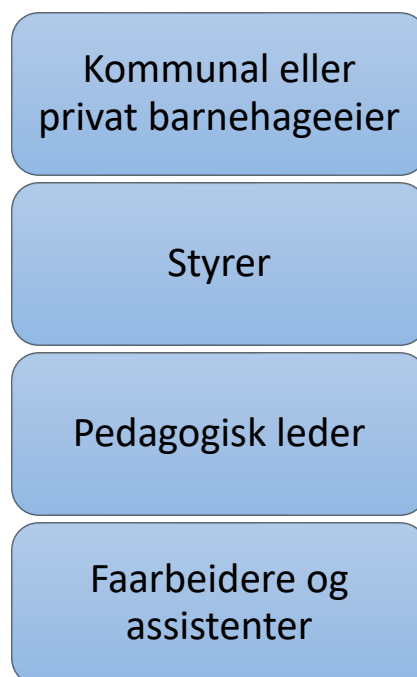 Kommunal eller
privat barnehageeier
Styrer
Pedagogisk leder
Faarbeidere og
assistenter